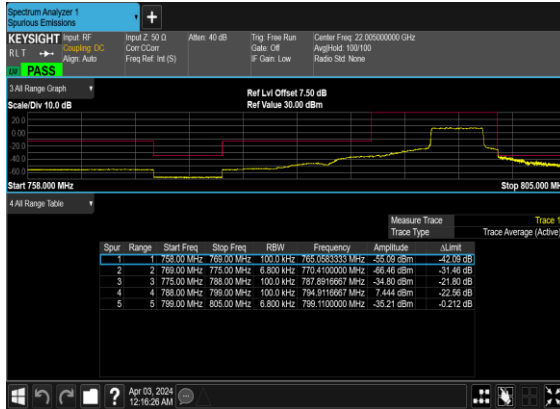 Spectrum Analyzer 1
Spurious Emissions
KEYSIGHT Input: RF Input Z: 50 Ω Atten: 40 dB Trig: Free Run Center Freq: 22.005000000 GHz
RLT Coupling: DC Corr CCorr Gate: Off Avg|Hold: 100/100
Align: Auto Freq Ref: Int (S) IF Gain: Low Radio Std: None
PASS
3 All Range Graph
Ref Lvl Offset 7.50 dB
Scale/Div 10.0 dB Ref Value 30.00 dBm
20.0
0.00
-20.0
-40.0
-60.0
Start 758.000 MHz Stop 805.000 MH
4 All Range Table
Measure Trace Trace 1
Trace Type Trace Average (Active)
Spur Range Start Freq Stop Freq RBW Frequency Amplitude ΔLimit
1 1 758.00 MHz 769.00 MHz 100.0 kHz 765.0583333 MHz -55.09 dBm -42.09 dB
2 2 769.00 MHz 775.00 MHz 6.800 kHz 770.4100000 MHz -66.46 dBm -31.46 dB
3 3 775.00 MHz 788.00 MHz 100.0 kHz 787.8916667 MHz -34.80 dBm -21.80 dB
4 4 788.00 MHz 799.00 MHz 100.0 kHz 794.9116667 MHz 7.444 dBm -22.56 dB
5 5 799.00 MHz 805.00 MHz 6.800 kHz 799.1100000 MHz -35.21 dBm -0.212 dB
Apr 03, 2024
12:16:26 AM